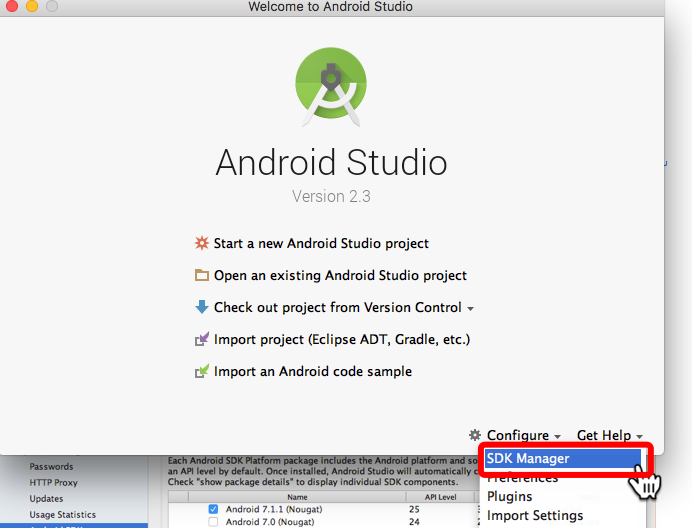 Welcome to Android Studio
Android Studio
Version 2.3
Start a new Android Studio project
Open an existing Android Studio project
Check out project from Version Control
Import project (Eclipse ADT, Gradle, etc.)
Import an Android code sample
Configure
Get Help
SDK Manager
Preferences
Plugins
Import Settings
Passwords
HTTP Proxy
Updates
Usage Statistics
Each Android SDK Platform package includes the Android platform and so
an API level by default. Once installed, Android Studio will automatically c
Check "show package details" to display individual SDK components.
Name API Level
Android 7.1.1 (Nougat) 25
Android 7.0 (Nougat) 24